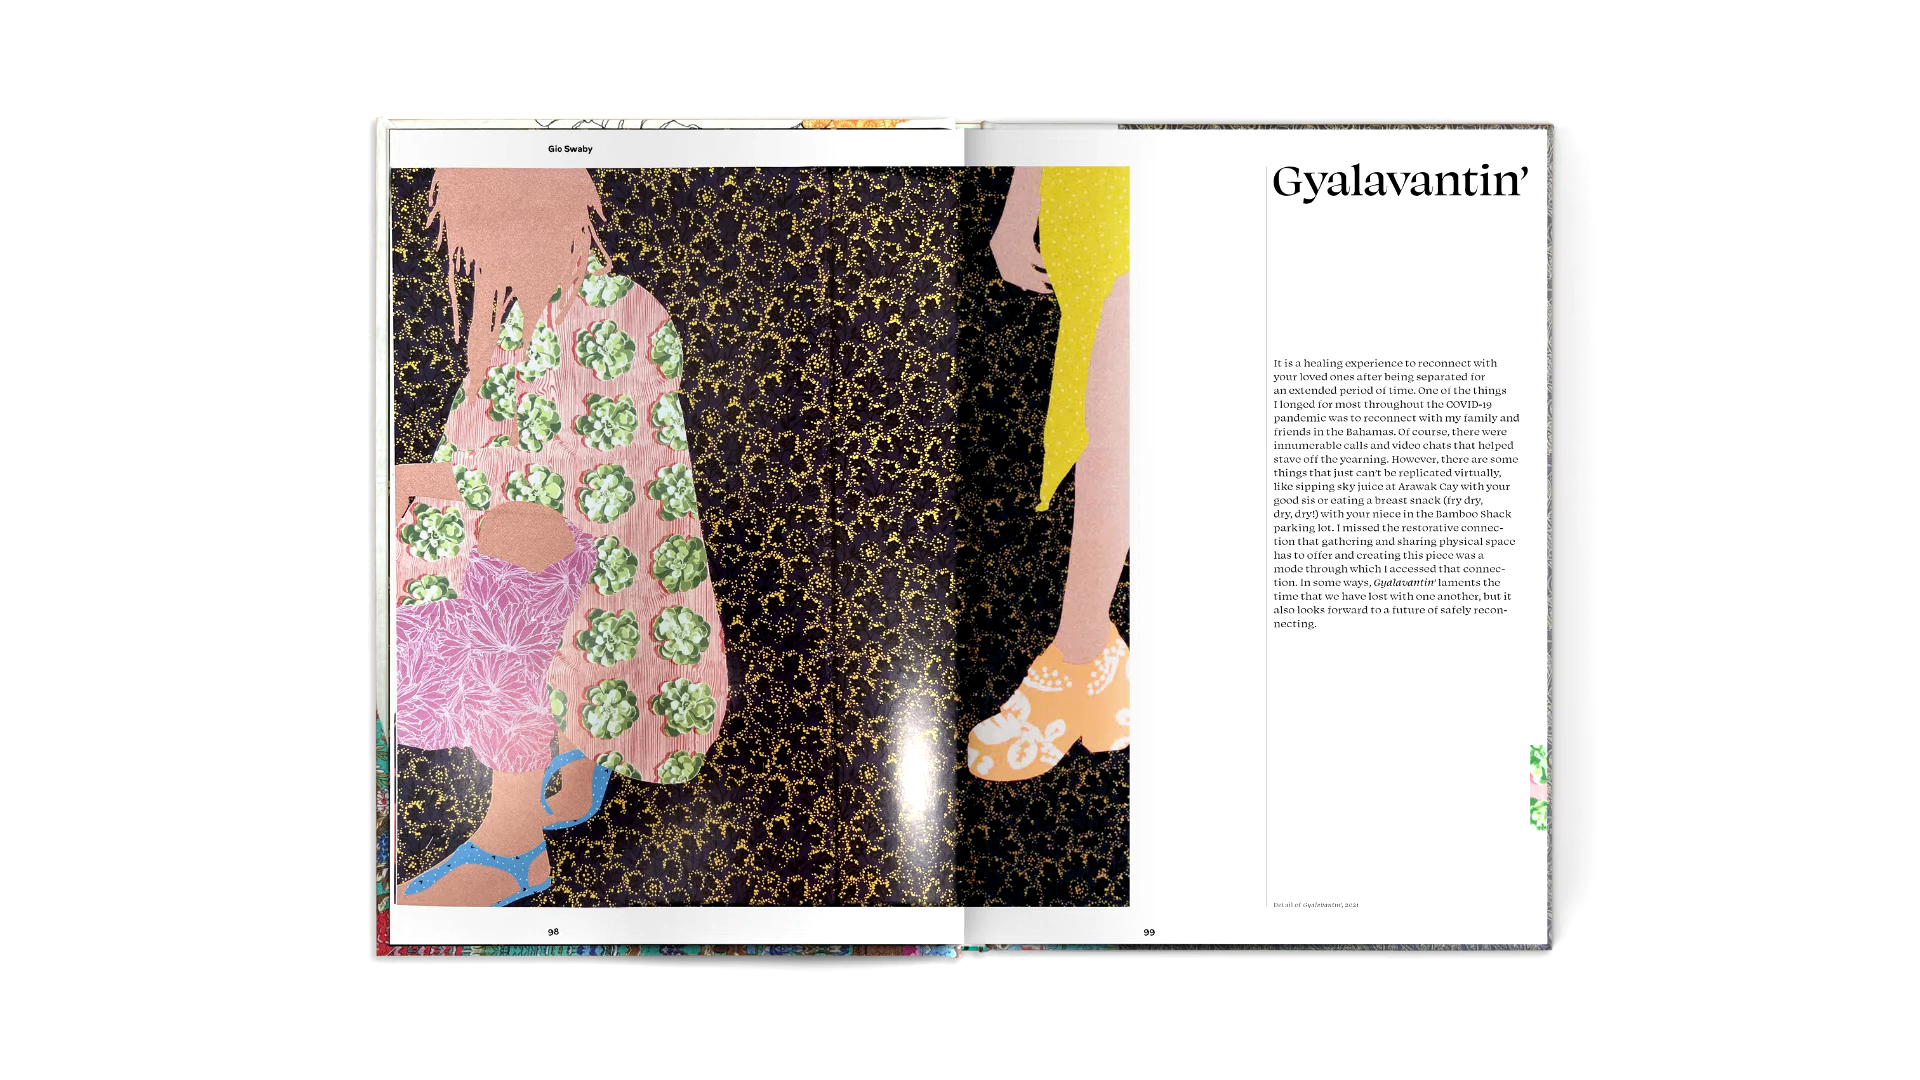 Gio Swaby
Gyalavantin’
It is a healing experience to reconnect with
your loved ones after being separated for
an extended period of time. One of the things
I longed for most throughout the COVID-19
pandemic was to reconnect with my family and
friends in the Bahamas. Of course, there were
innumerable calls and video chats that helped
stave off the yearning. However, there are some
things that just can’t be replicated virtually,
like sipping sky juice at Arawak Cay with your
good sis or eating a breast snack (fry dry,
dry, dry!) with your niece in the Bamboo Shack
parking lot. I missed the restorative connec-
tion that gathering and sharing physical space
has to offer and creating this piece was a
mode through which I accessed that connec-
tion. In some ways, Gyalavantin’ laments the
time that we have lost with one another, but it
also looks forward to a future of safely recon-
necting.
Detail of Gyalavantin’, 2021
98
99